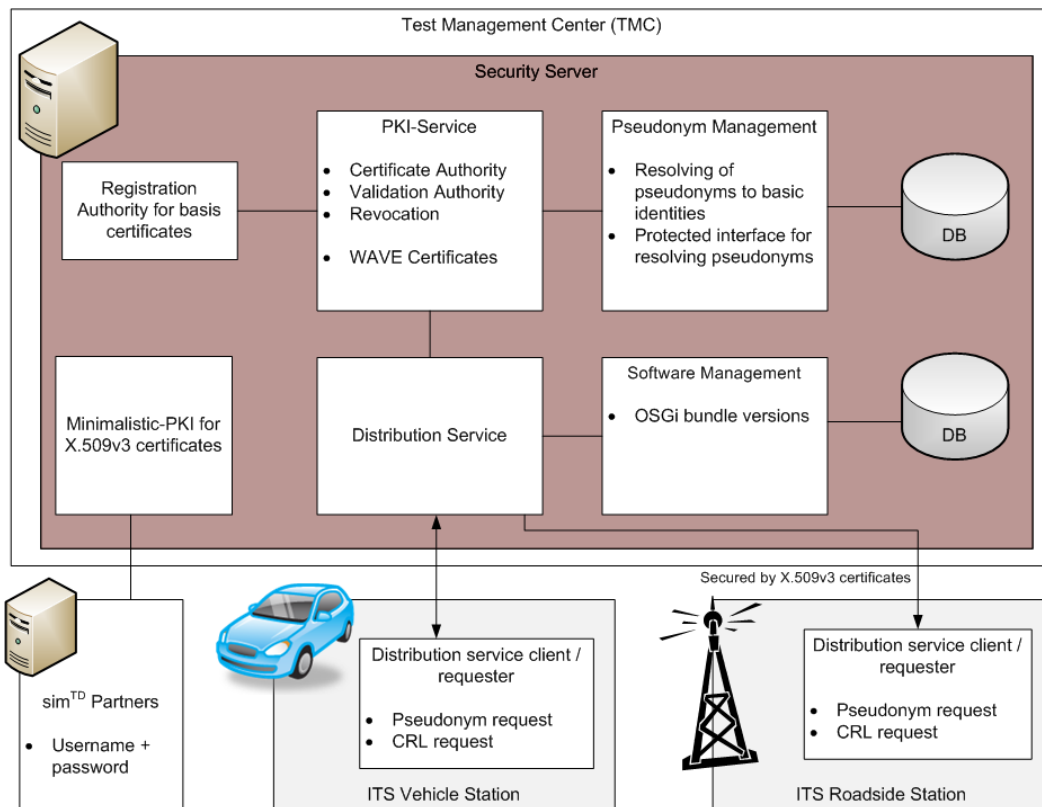 Test Management Center (TMC)
Security Server
Registration
Authority for basis
certificates
PKI-Service
• Certificate Authority
• Validation Authority
• Revocation
• WAVE Certificates
Pseudonym Management
• Resolving of
pseudonyms to basic
identities
• Protected interface for
resolving pseudonyms
DB
Minimalistic-PKI for
X.509v3 certificates
Distribution Service
Software Management
• OSGi bundle versions
DB
Secured by X.509v3 certificates
sim^TD Partners
• Username +
password
Distribution service client /
requester
• Pseudonym request
• CRL request
ITS Vehicle Station
Distribution service client /
requester
• Pseudonym request
• CRL request
ITS Roadside Station